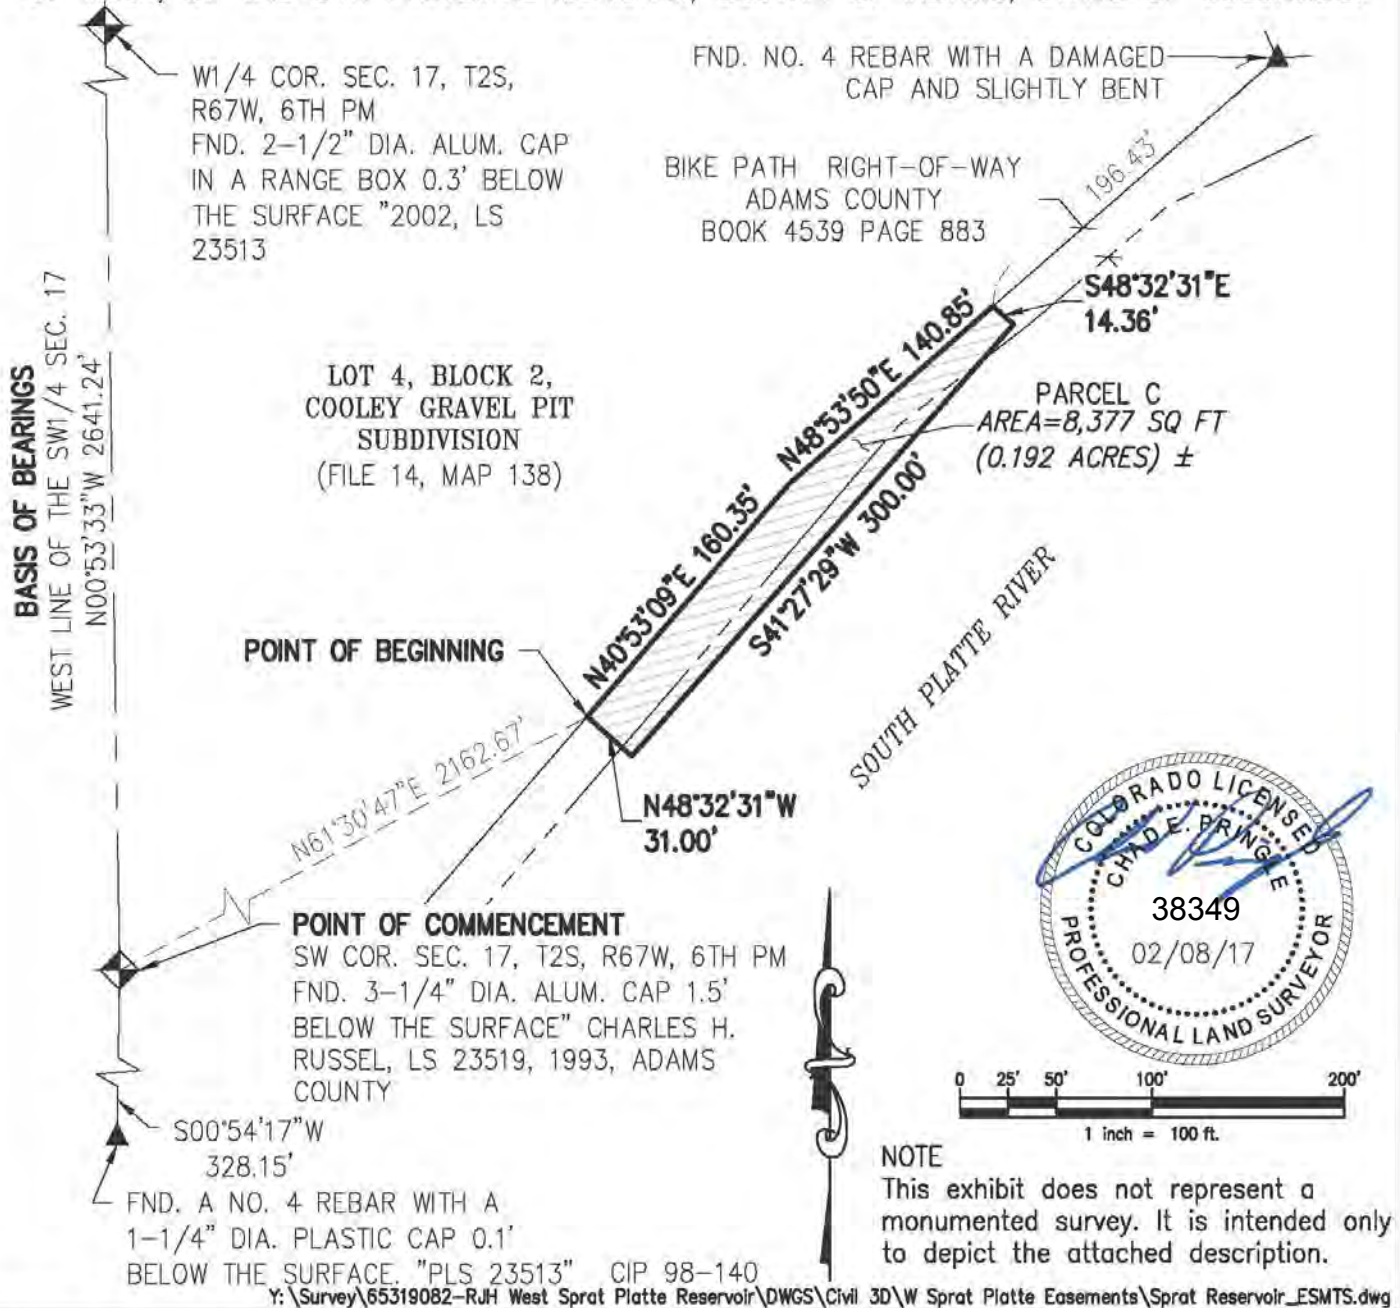 W1/4 COR. SEC. 17, T2S,
R67W, 6TH PM
FND. 2-1/2" DIA. ALUM. CAP
IN A RANGE BOX 0.3' BELOW
THE SURFACE "2002, LS
23513
FND. NO. 4 REBAR WITH A DAMAGED
CAP AND SLIGHTLY BENT
BIKE PATH RIGHT-OF-WAY
ADAMS COUNTY
BOOK 4539 PAGE 883
196.43'
S48°32'31"E
14.36'
BASIS OF BEARINGS
WEST LINE OF THE SW1/4 SEC. 17
N00°53'33"W 2641.24'
LOT 4, BLOCK 2,
COOLEY GRAVEL PIT
SUBDIVISION
(FILE 14, MAP 138)
N48°53'50"E 140.85'
PARCEL C
AREA=8,377 SQ FT
(0.192 ACRES) ±
N40°53'09"E 160.35'
S41°27'29"W 300.00'
POINT OF BEGINNING
SOUTH PLATTE RIVER
N61°30'47"E 2162.67'
N48°32'31"W
31.00'
POINT OF COMMENCEMENT
SW COR. SEC. 17, T2S, R67W, 6TH PM
FND. 3-1/4" DIA. ALUM. CAP 1.5'
BELOW THE SURFACE" CHARLES H.
RUSSEL, LS 23519, 1993, ADAMS
COUNTY
COLORADO LICENSED
CHAD E. PRINGLE
38349
02/08/17
PROFESSIONAL LAND SURVEYOR
0 25' 50' 100' 200'
1 inch = 100 ft.
S00°54'17"W
328.15'
FND. A NO. 4 REBAR WITH A
1-1/4" DIA. PLASTIC CAP 0.1'
BELOW THE SURFACE. "PLS 23513" CIP 98-140
NOTE
This exhibit does not represent a
monumented survey. It is intended only
to depict the attached description.
Y:\Survey\65319082-RJH West Sprat Platte Reservoir\DWGS\Civil 3D\W Sprat Platte Easements\Sprat Reservoir_ESMTS.dwg